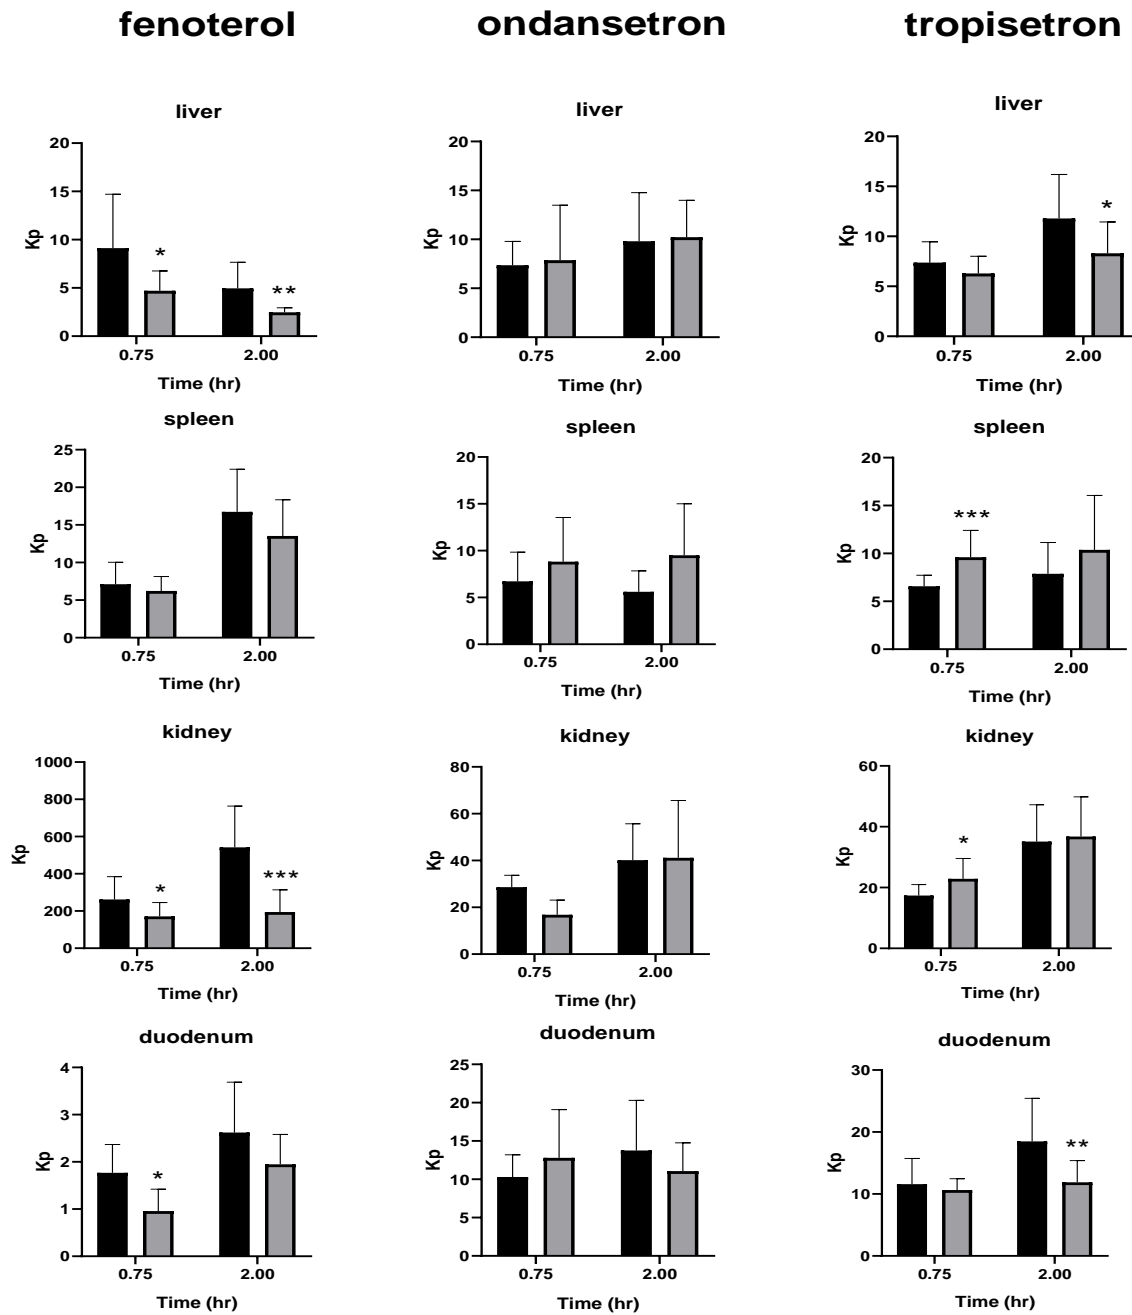 fenoterol ondansetron tropisetron
liver
20
15
10
5
0
Kp
*
**
0.75 2.00
Time (hr)
liver
20
15
10
5
0
Kp
0.75 2.00
Time (hr)
liver
20
15
10
5
0
Kp
*
0.75 2.00
Time (hr)
spleen
25
20
15
10
5
0
Kp
0.75 2.00
Time (hr)
spleen
20
15
10
5
0
Kp
0.75 2.00
Time (hr)
spleen
20
15
10
5
0
Kp
***
0.75 2.00
Time (hr)
kidney
1000
800
600
400
200
0
Kp
*
***
0.75 2.00
Time (hr)
kidney
80
60
40
20
0
Kp
0.75 2.00
Time (hr)
kidney
60
40
20
0
Kp
*
0.75 2.00
Time (hr)
duodenum
4
3
2
1
0
Kp
*
0.75 2.00
Time (hr)
duodenum
25
20
15
10
5
0
Kp
0.75 2.00
Time (hr)
duodenum
30
20
10
0
Kp
**
0.75 2.00
Time (hr)